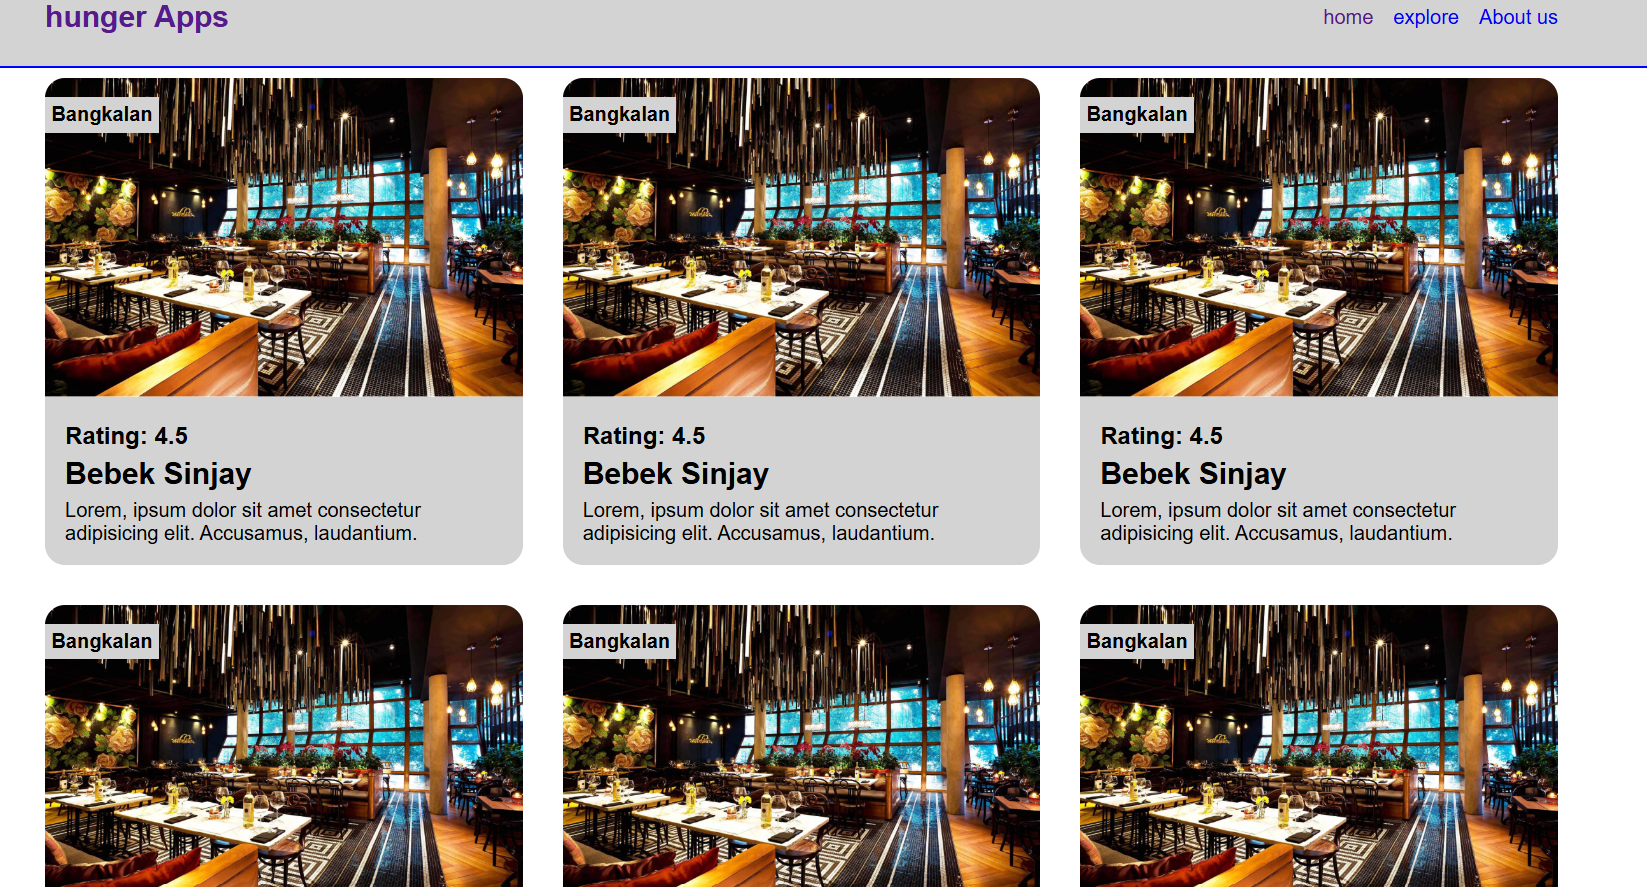 hunger Apps
home explore About us
Bangkalan
Bangkalan
Bangkalan
Rating: 4.5
Bebek Sinjay
Lorem, ipsum dolor sit amet consectetur
adipisicing elit. Accusamus, laudantium.
Rating: 4.5
Bebek Sinjay
Lorem, ipsum dolor sit amet consectetur
adipisicing elit. Accusamus, laudantium.
Rating: 4.5
Bebek Sinjay
Lorem, ipsum dolor sit amet consectetur
adipisicing elit. Accusamus, laudantium.
Bangkalan
Bangkalan
Bangkalan